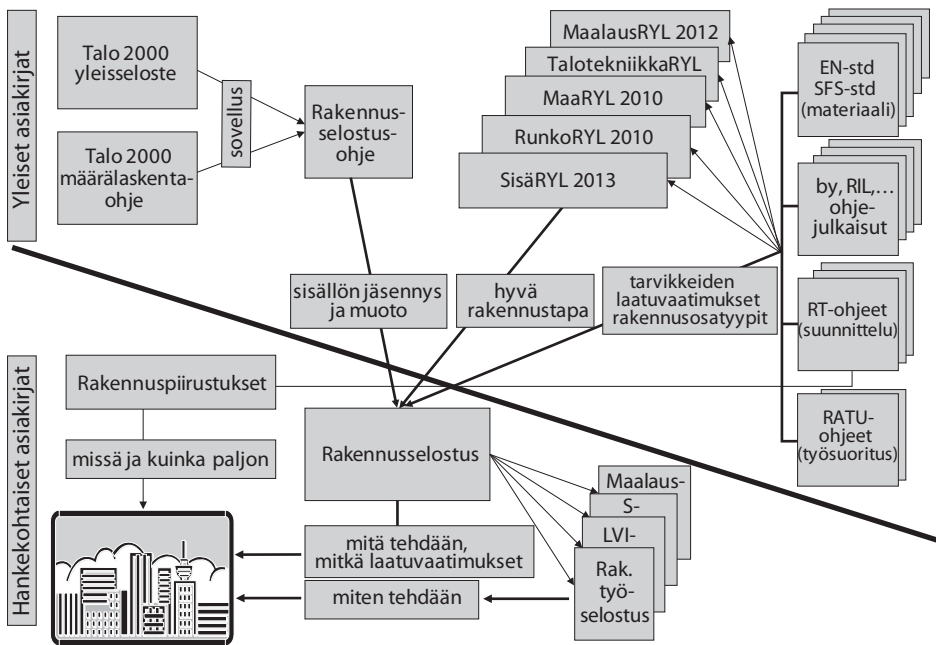 Yleiset asiakirjat
Talo 2000
yleisseloste
Talo 2000
määrälaskenta-
ohje
sovellus
Rakennus-
selostus-
ohje
MaalausRYL 2012
TalotekniikkaRYL
MaaRYL 2010
RunkoRYL 2010
SisäRYL 2013
EN-std
SFS-std
(materiaali)
by, RIL,...
ohje-
julkaisut
RT-ohjeet
(suunnittelu)
RATU-
ohjeet
(työsuoritus)
sisällön jäsennys
ja muoto
hyvä
rakennustapa
tarvikkeiden
laatuvaatimukset
rakennusosatyypit
Hankekohtaiset asiakirjat
Rakennuspiirustukset
missä ja kuinka paljon
Rakennusselostus
mitä tehdään,
mitkä laatuvaatimukset
miten tehdään
Maalaus-
S-
LVI-
Rak.
työ-
selostus